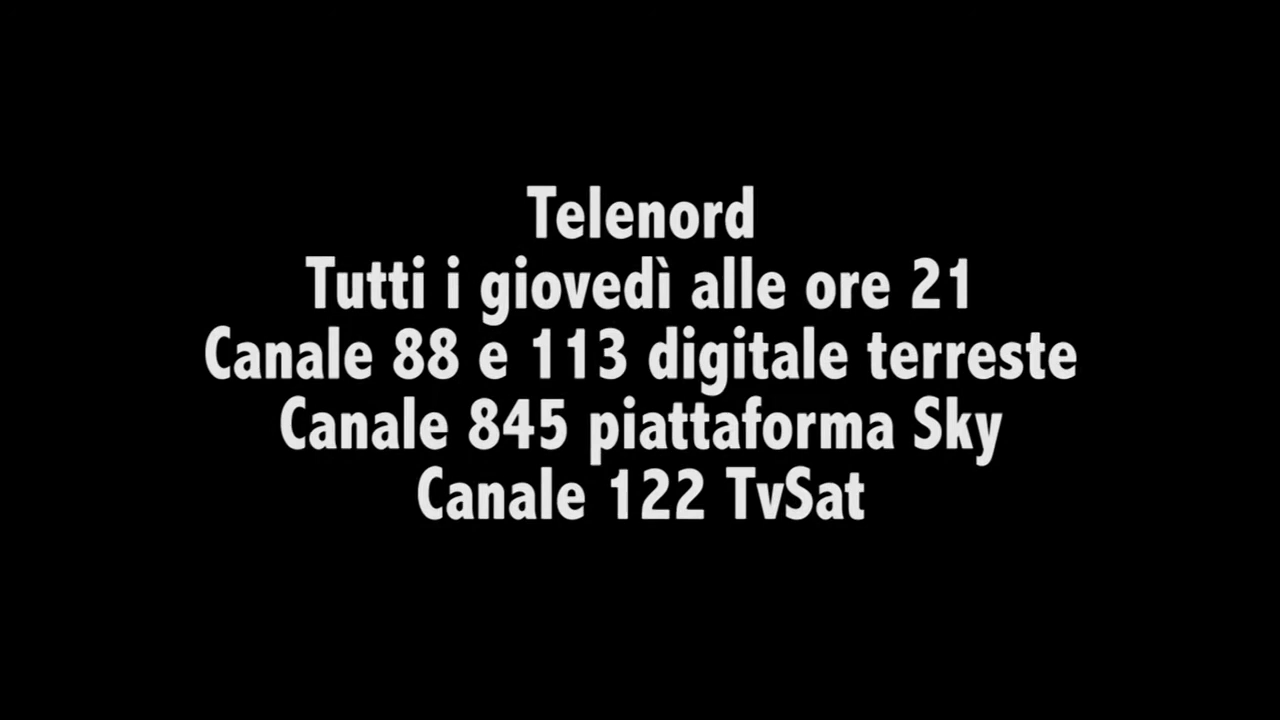 Telenord
Tutti i giovedì alle ore 21
Canale 88 e 113 digitale terreste
Canale 845 piattaforma Sky
Canale 122 TvSat